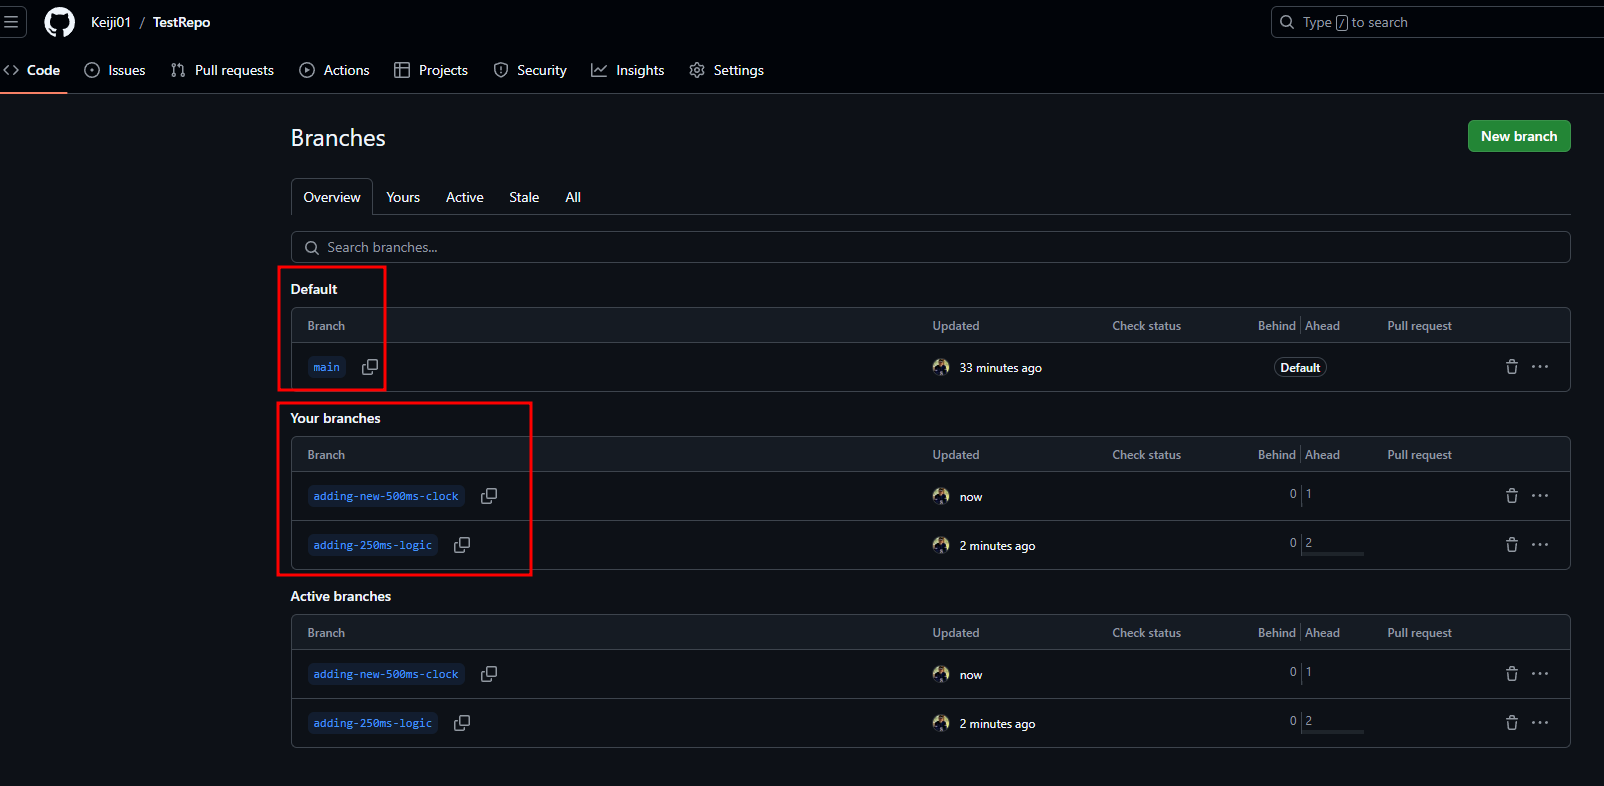 Keiji01 / TestRepo
Type / to search
Code Issues Pull requests Actions Projects Security Insights Settings
Branches
New branch
Overview Yours Active Stale All
Search branches...
Default
Branch Updated Check status Behind Ahead Pull request
main 33 minutes ago Default
Your branches
Branch Updated Check status Behind Ahead Pull request
adding-new-500ms-clock now 0 1
adding-250ms-logic 2 minutes ago 0 2
Active branches
Branch Updated Check status Behind Ahead Pull request
adding-new-500ms-clock now 0 1
adding-250ms-logic 2 minutes ago 0 2